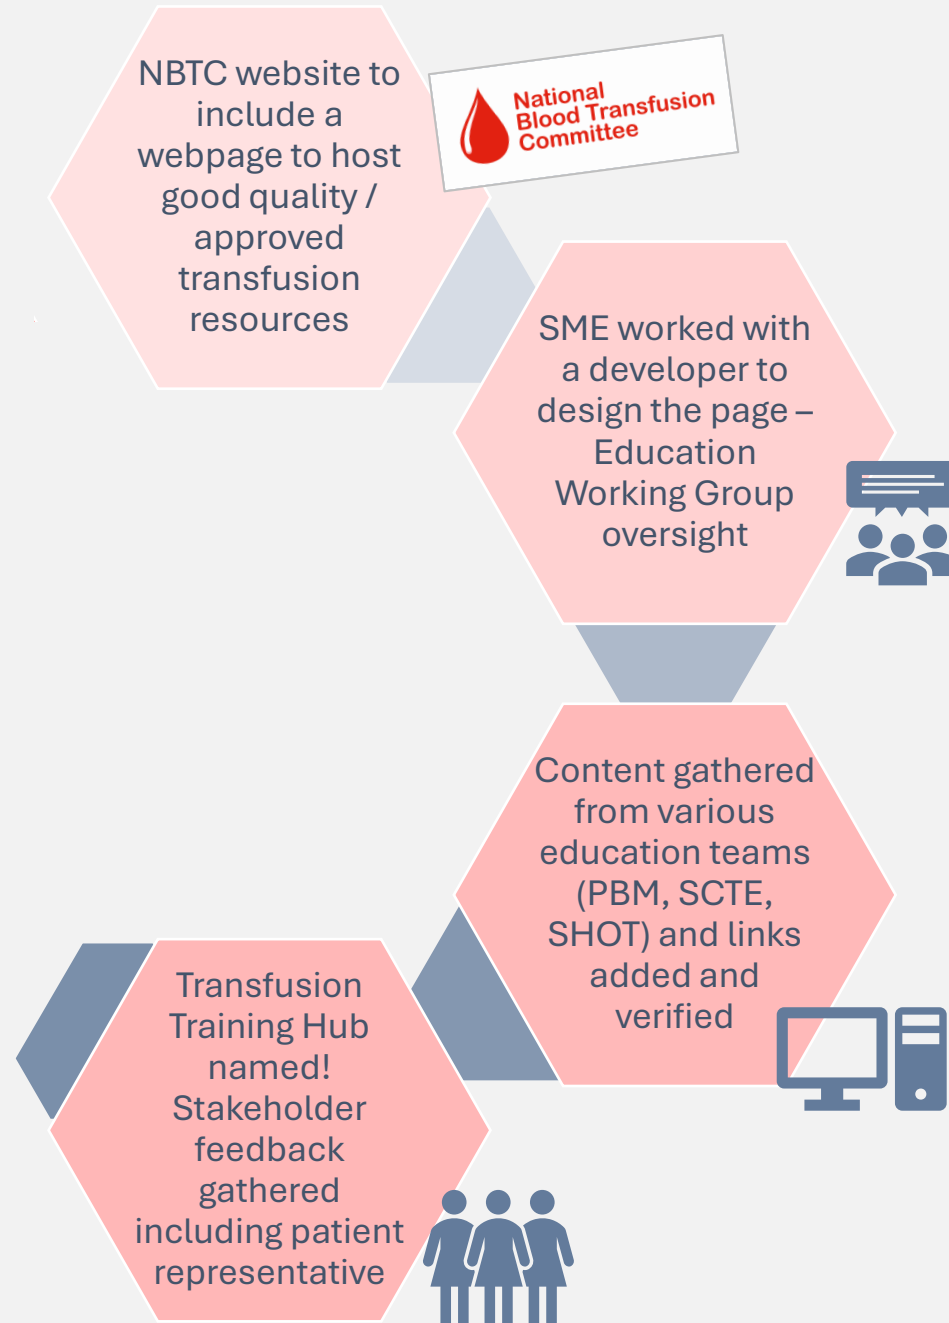 NBTC website to
include a
webpage to host
good quality /
approved
transfusion
resources
National
Blood Transfusion
Committee
SME worked with
a developer to
design the page –
Education
Working Group
oversight
Content gathered
from various
education teams
(PBM, SCTE,
SHOT) and links
added and
verified
Transfusion
Training Hub
named!
Stakeholder
feedback
gathered
including patient
representative